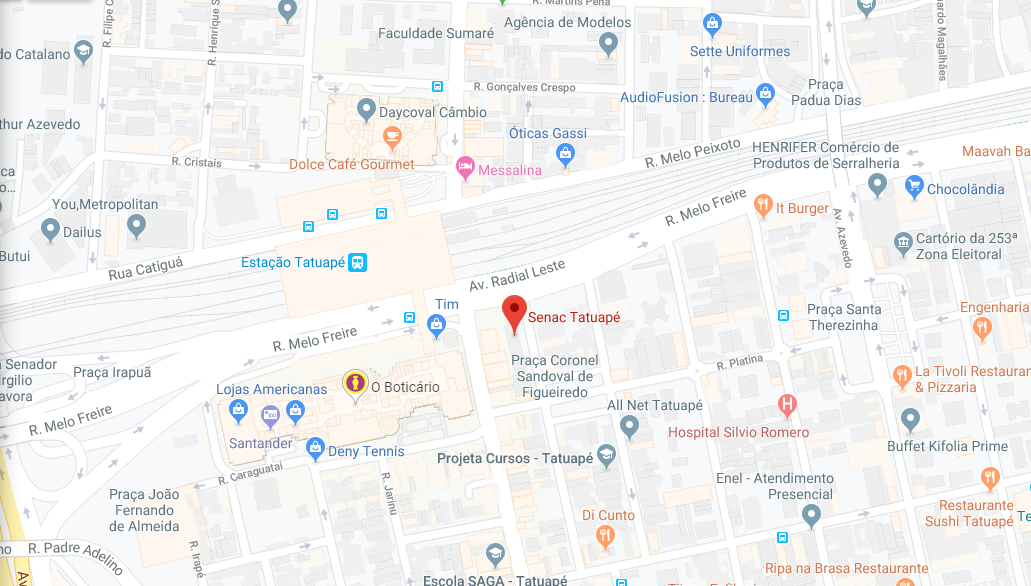 R. Martins Pena
Agência de Modelos
R. Filipe C
R. Henrique S
Faculdade Sumaré
do Catalano
Sette Uniformes
Praça
Padua Dias
R. Gonçalves Crespo
AudioFusion : Bureau
Daycoval Câmbio
thur Azevedo
Óticas Gassi
R. Cristais
Dolce Café Gourmet
Messalina
R. Melo Peixoto
HENRIFER Comércio de
Produtos de Serralheria
Maavah Ba
ca
o...
Chocolândia
R. Melo Freire
It Burger
You,Metropolitan
Dailus
Butui
Av. Azevedo
Cartório da 253ª
Zona Eleitoral
Rua Catiguá
Estação Tatuapé
Av. Radial Leste
Tim
Senac Tatuapé
Praça Santa
Therezinha
Engenharia
R. Melo Freire
Senador
irgilio
avora
Praça Irapuã
Praça Coronel
Sandoval de
Figueiredo
R. Platina
La Tivoli Restaurar
& Pizzaria
Lojas Americanas
O Boticário
R. Melo Freire
All Net Tatuapé
Santander
Hospital Silvio Romero
Buffet Kifolia Prime
Deny Tennis
Projeta Cursos - Tatuapé
R. Caraguatai
R. Jarinu
Enel - Atendimento
Presencial
Praça João
Fernando
de Almeida
Restaurante
Sushi Tatuapé
Te
Di Cunto
R. Padre Adelino
R. Irapé
Ripa na Brasa Restaurante
Escola SAGA - Tatuapé
Av